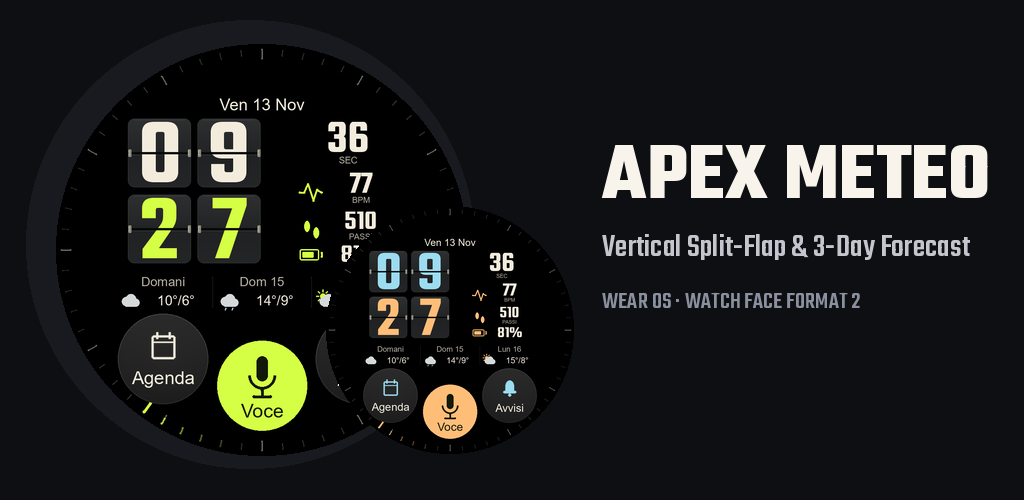 Ven 13 Nov
09
36
SEC
77
BPM
27
510
PASSI
8
Domani
10°/6°
Dom 15
14°/9°
Agenda
Voce
Ven 13 Nov
09
36
SEC
77
BPM
27
510
PASSI
81%
Domani
10°/6°
Dom 15
14°/9°
Lun 16
15°/8°
Agenda
Voce
Avvisi
APEX METEO
Vertical Split-Flap & 3-Day Forecast
WEAR OS · WATCH FACE FORMAT 2